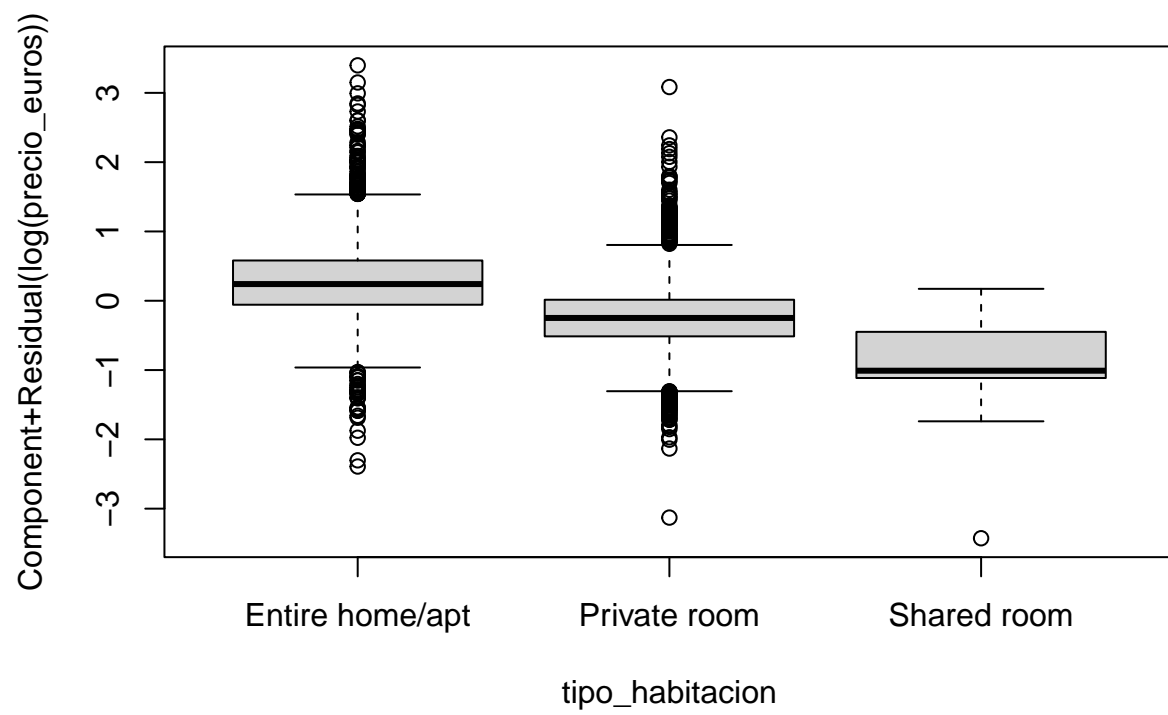 Component+Residual(log(precio_euros))
3
2
1
0
−1
−2
−3
Entire home/apt
Private room
Shared room
tipo_habitacion